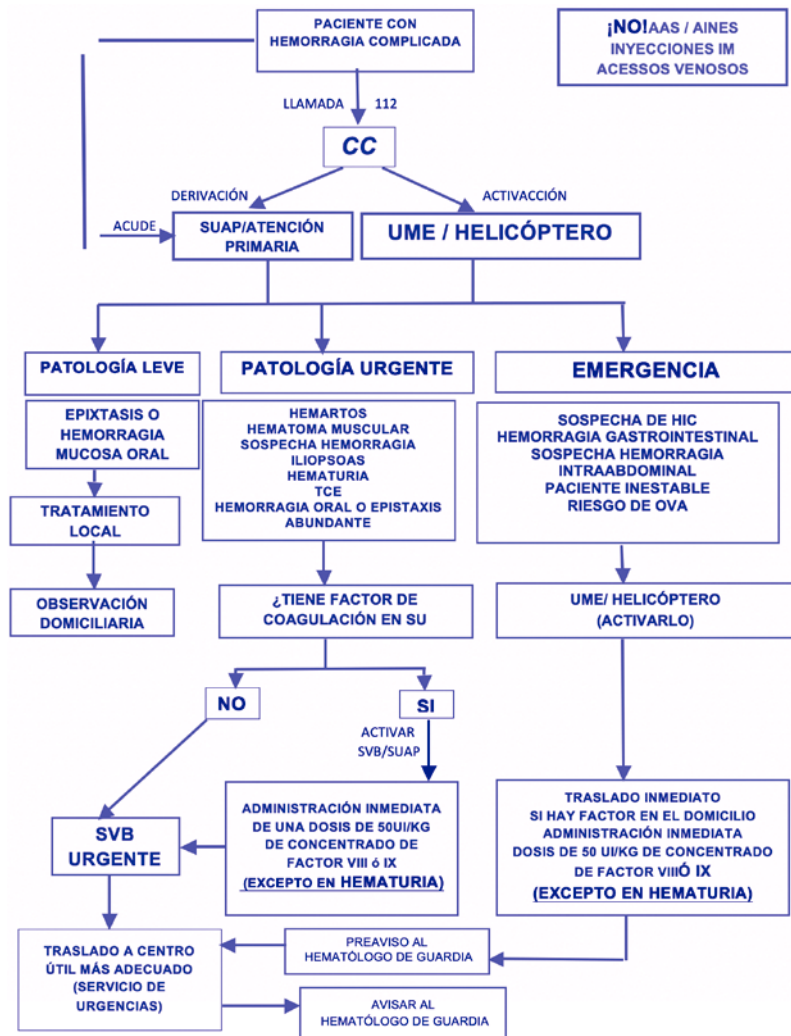 PACIENTE CON
HEMORRAGIA COMPLICADA
¡NO!AAS / AINES
INYECCIONES IM
ACESSOS VENOSOS
LLAMADA 112
CC
DERIVACIÓN
ACTIVACCIÓN
ACUDE
SUAP/ATENCIÓN
PRIMARIA
UME / HELICÓPTERO
PATOLOGÍA LEVE
PATOLOGÍA URGENTE
EMERGENCIA
EPIXTASIS O
HEMORRAGIA
MUCOSA ORAL
HEMARTOS
HEMATOMA MUSCULAR
SOSPECHA HEMORRAGIA
ILIOPSOAS
HEMATURIA
TCE
HEMORRAGIA ORAL O EPISTAXIS
ABUNDANTE
SOSPECHA DE HIC
HEMORRAGIA GASTROINTESTINAL
SOSPECHA HEMORRAGIA
INTRAABDOMINAL
PACIENTE INESTABLE
RIESGO DE OVA
TRATAMIENTO
LOCAL
OBSERVACIÓN
DOMICILIARIA
¿TIENE FACTOR DE
COAGULACIÓN EN SU
UME/ HELICÓPTERO
(ACTIVARLO)
NO
SI
ACTIVAR
SVB/SUAP
SVB
URGENTE
ADMINISTRACIÓN INMEDIATA
DE UNA DOSIS DE 50UI/KG
DE CONCENTRADO DE
FACTOR VIII ó IX
(EXCEPTO EN HEMATURIA)
TRASLADO INMEDIATO
SI HAY FACTOR EN EL DOMICILIO
ADMINISTRACIÓN INMEDIATA
DOSIS DE 50 UI/KG DE CONCENTRADO
DE FACTOR VIIIÓ IX
(EXCEPTO EN HEMATURIA)
TRASLADO A CENTRO
ÚTIL MÁS ADECUADO
(SERVICIO DE
URGENCIAS)
PREAVISO AL
HEMATÓLOGO DE GUARDIA
AVISAR AL
HEMATÓLOGO DE GUARDIA